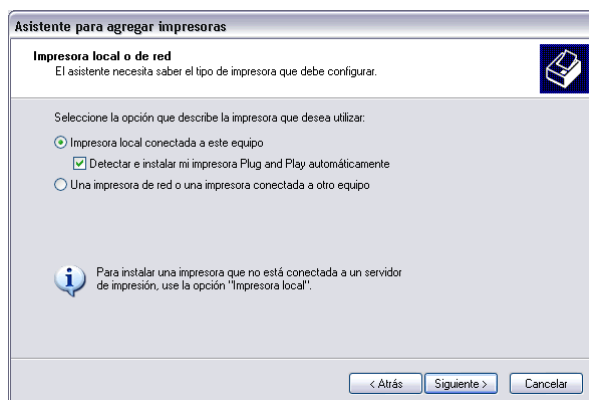 Asistente para agregar impresoras
Impresora local o de red
El asistente necesita saber el tipo de impresora que debe configurar.
Seleccione la opción que describe la impresora que desea utilizar:
Impresora local conectada a este equipo
Detectar e instalar mi impresora Plug and Play automáticamente
Una impresora de red o una impresora conectada a otro equipo
Para instalar una impresora que no está conectada a un servidor
de impresión, use la opción "Impresora local".
< Atrás Siguiente > Cancelar